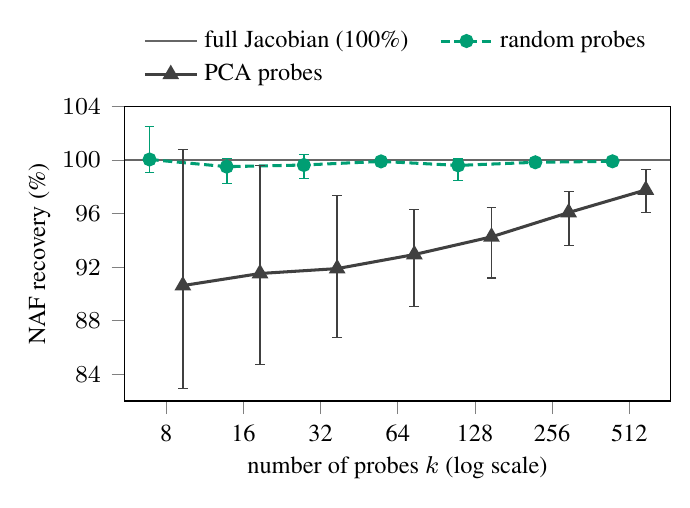 full Jacobian (100%)
random probes
PCA probes
104
100
96
92
88
84
NAF recovery (%)
8 16 32 64 128 256 512
number of probes k (log scale)